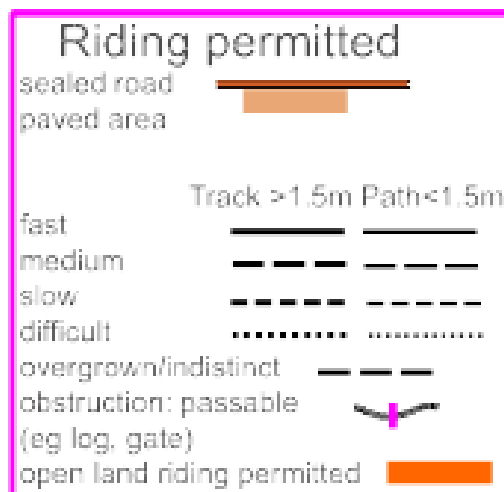 Riding permitted
sealed road
paved area
Track >1.5m Path<1.5m
fast
medium
slow
difficult
overgrown/indistinct
obstruction: passable
(eg log, gate)
open land riding permitted